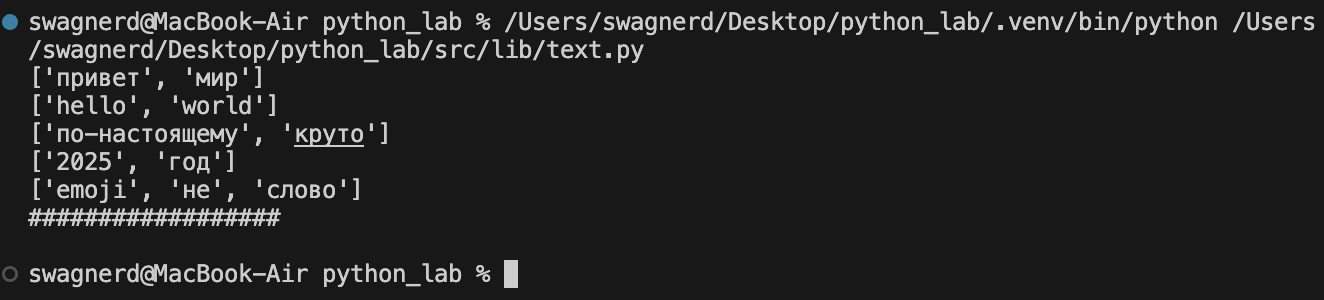 swagnerd@MacBook-Air python_lab % /Users/swagnerd/Desktop/python_lab/.venv/bin/python /Users
/swagnerd/Desktop/python_lab/src/lib/text.py
['привет', 'мир']
['hello', 'world']
['по-настоящему', 'круто']
['2025', 'год']
['emoji', 'не', 'слово']
##################
swagnerd@MacBook-Air python_lab %